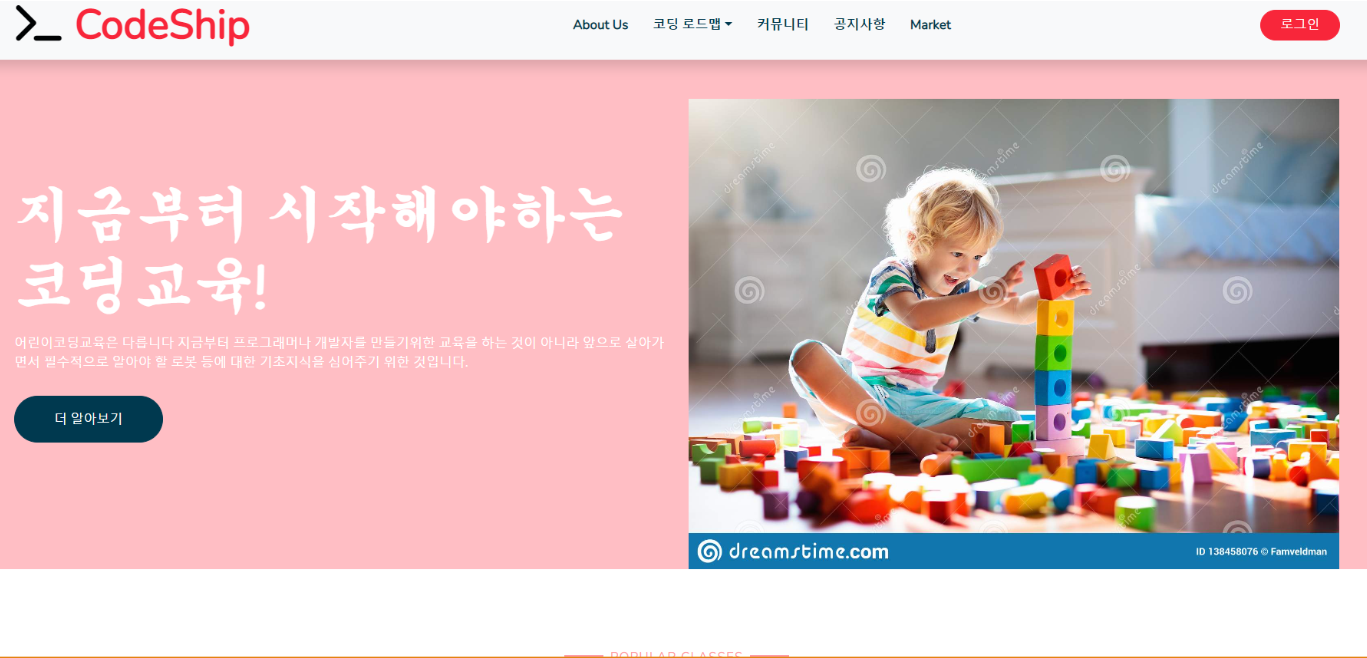 >_ CodeShip
About Us 코딩 로드맵 커뮤니티 공지사항 Market
로그인
지금부터 시작해야하는
코딩교육!
어린이코딩교육은 다릅니다 지금부터 프로그래머나 개발자를 만들기위한 교육을 하는 것이 아니라 앞으로 살아가
면서 필수적으로 알아야 할 로봇 등에 대한 기초지식을 심어주기 위한 것입니다.
더 알아보기
dreamstime
dreamstime
dreamstime
dreamstime
dreamstime
dreamstime
dreamstime.com
ID 138458076 © Famveldman
POPULAR CLASSES